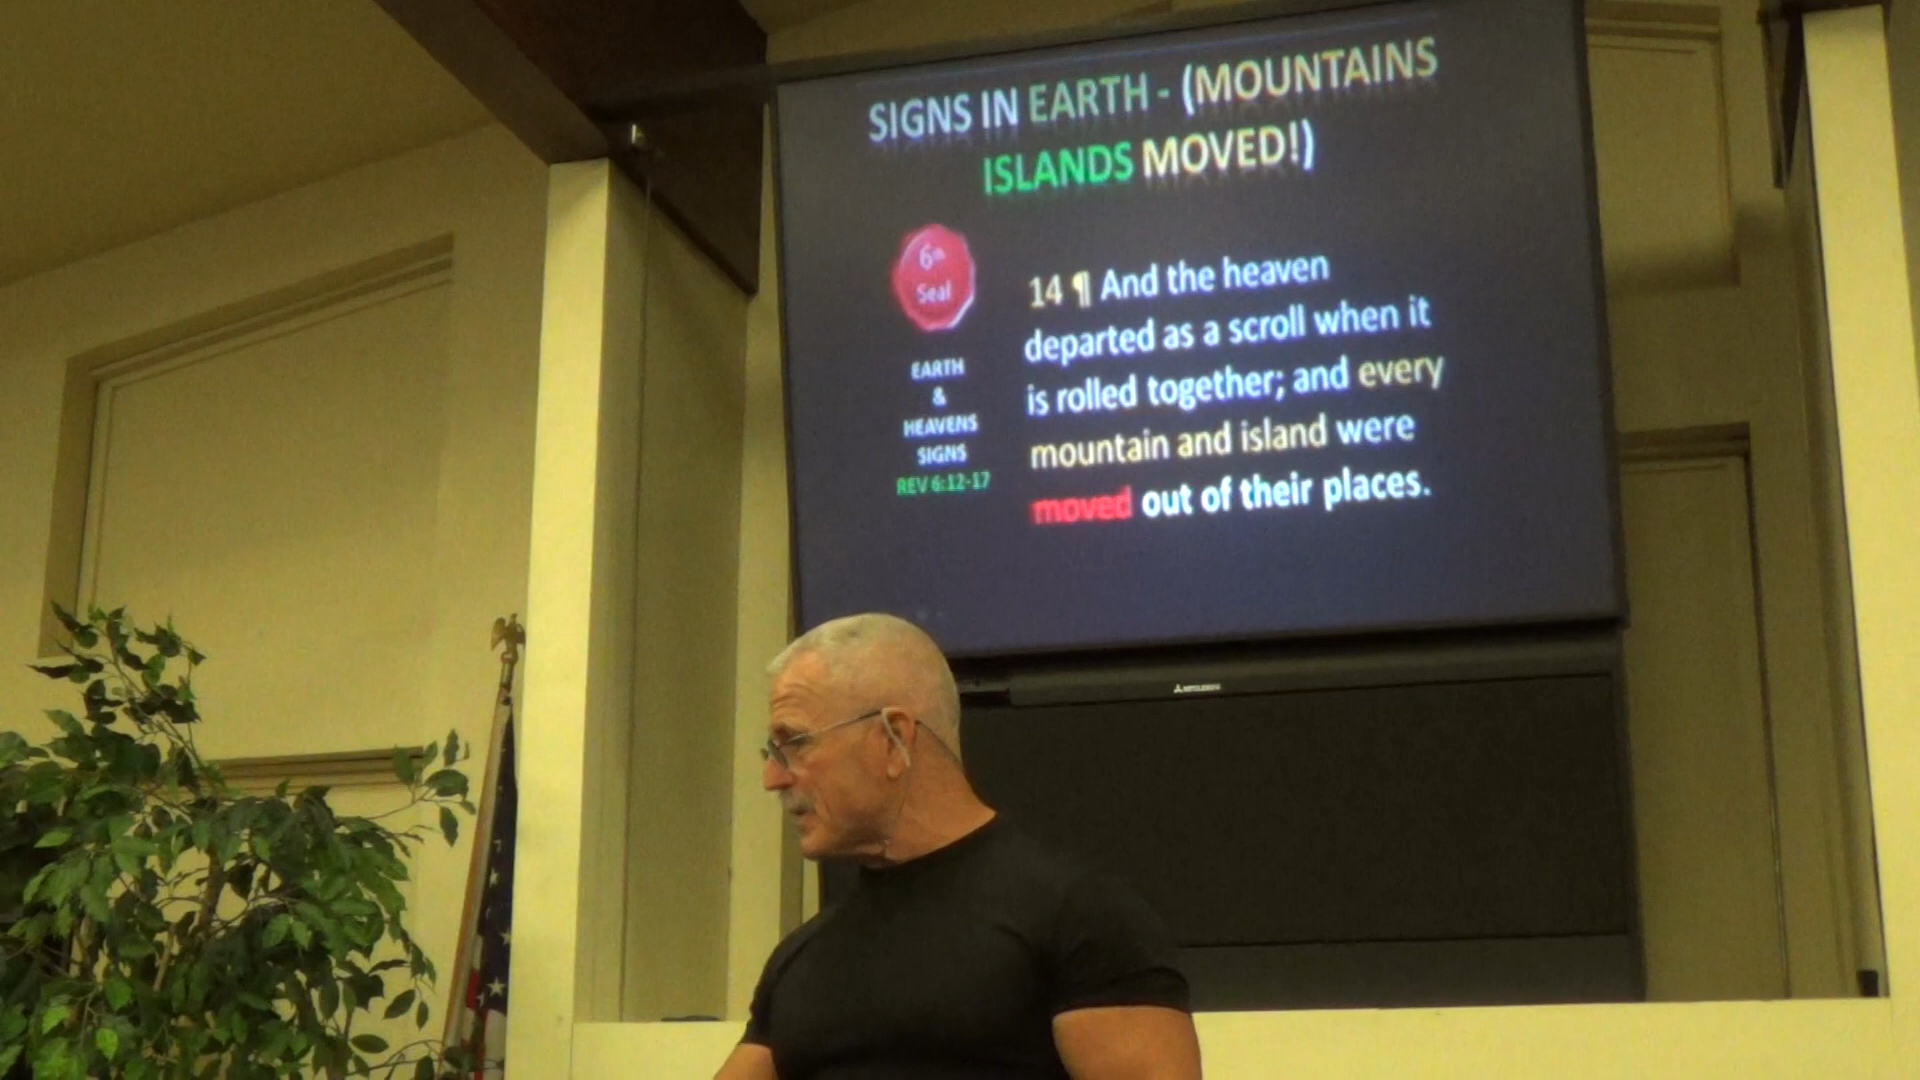 SIGNS IN EARTH - (MOUNTAINS
ISLANDS MOVED!)
6th
Seal
EARTH
&
HEAVENS
SIGNS
REV 6:12-17
14 ¶ And the heaven
departed as a scroll when it
is rolled together; and every
mountain and island were
moved out of their places.
MITSUBISHI